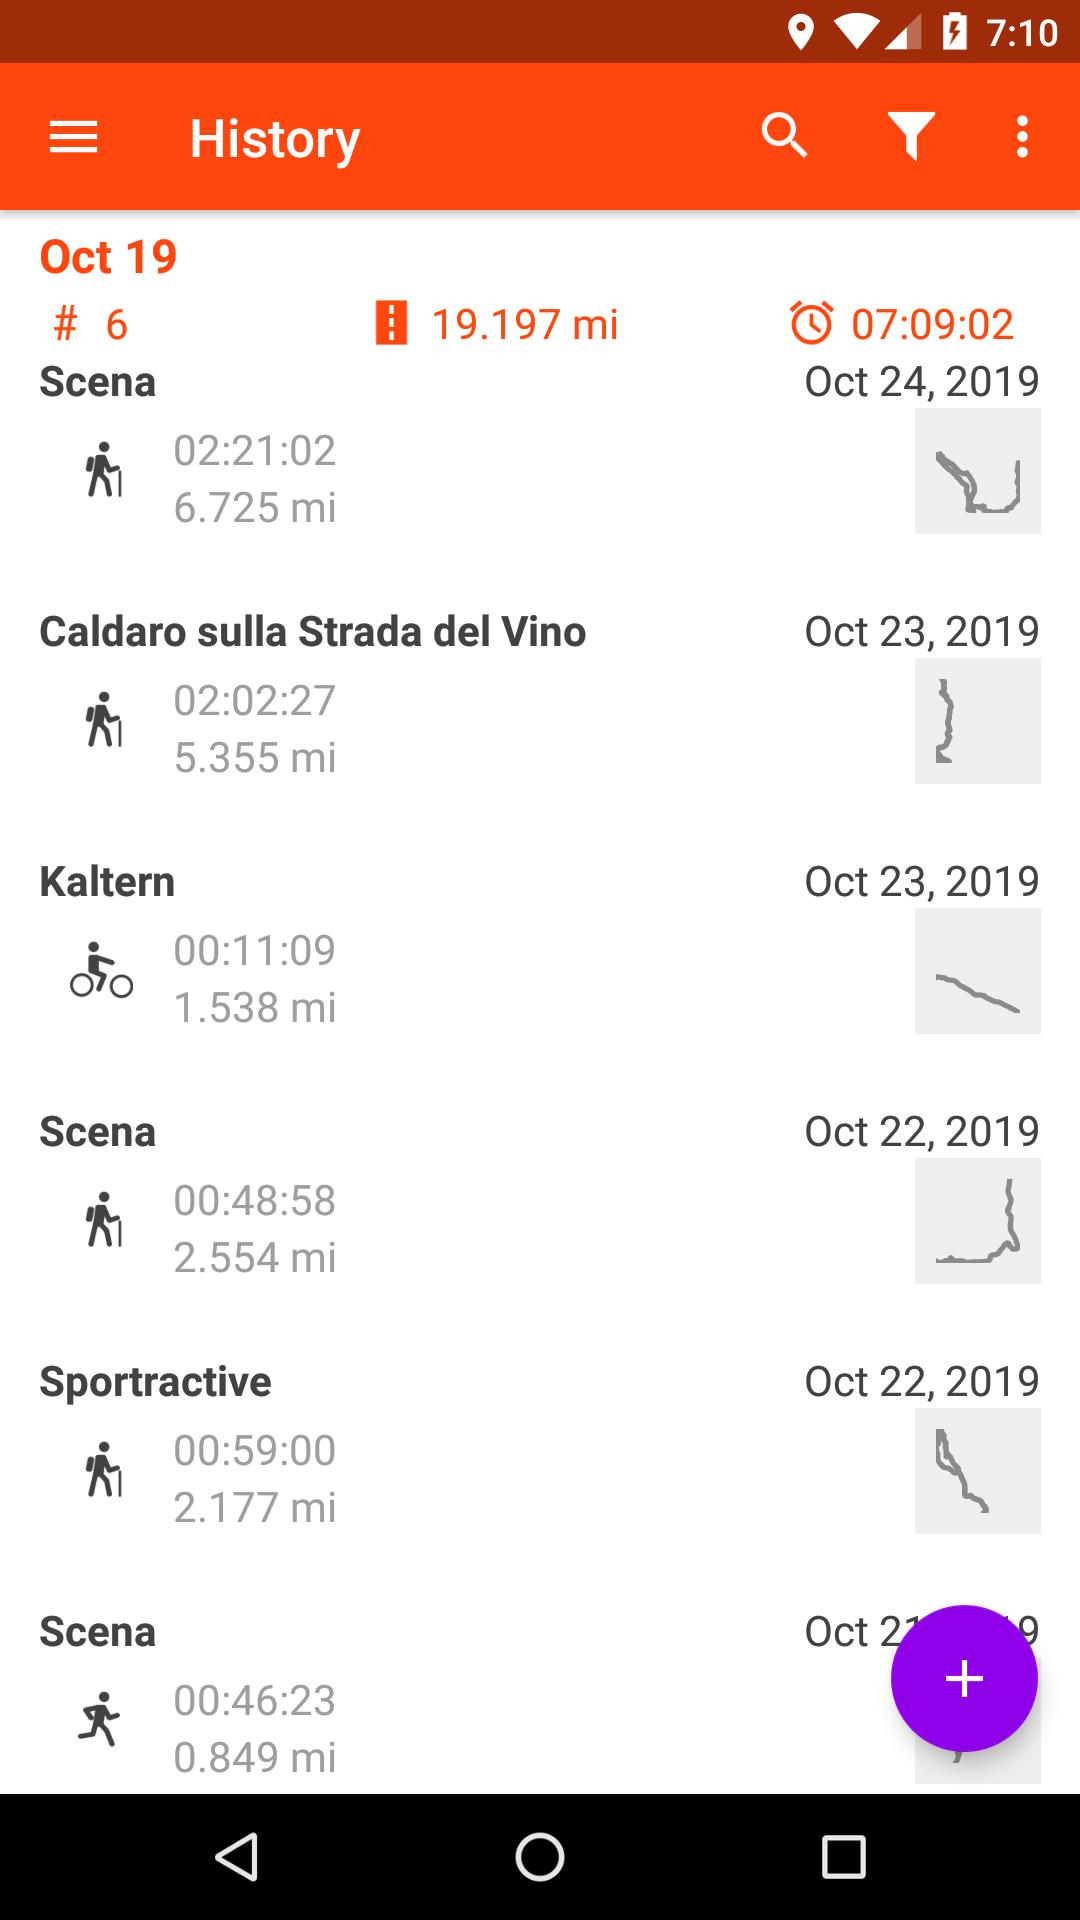 7:10
History
Oct 19
# 6 19.197 mi 07:09:02
Scena Oct 24, 2019
02:21:02
6.725 mi
Caldaro sulla Strada del Vino Oct 23, 2019
02:02:27
5.355 mi
Kaltern Oct 23, 2019
00:11:09
1.538 mi
Scena Oct 22, 2019
00:48:58
2.554 mi
Sportractive Oct 22, 2019
00:59:00
2.177 mi
Scena Oct
00:46:23
0.849 mi